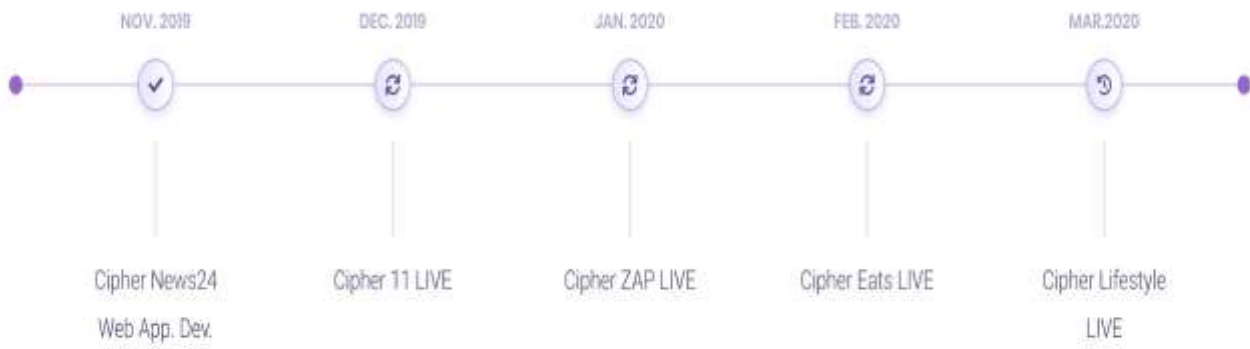 NOV. 2019
DEC. 2019
JAN. 2020
FEB. 2020
MAR.2020
Cipher News24
Web App. Dev.
Cipher 11 LIVE
Cipher ZAP LIVE
Cipher Eats LIVE
Cipher Lifestyle
LIVE